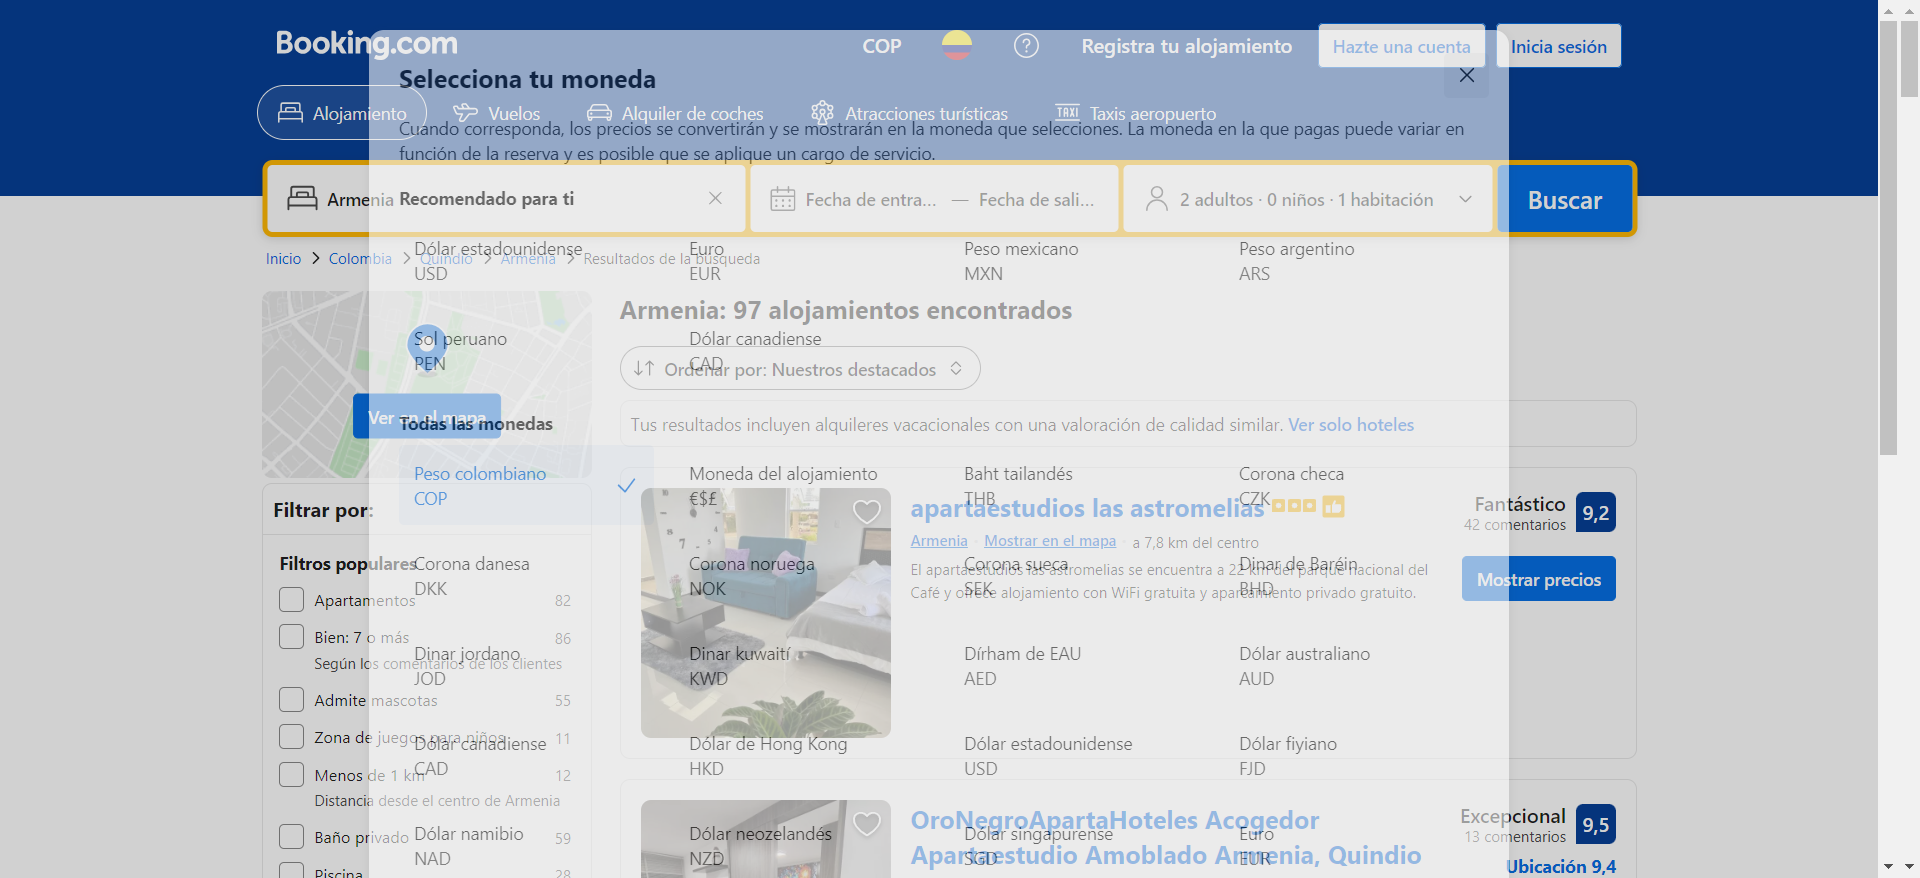 Booking.com
COP
Registra tu alojamiento
Hazte una cuenta
Inicia sesión
Selecciona tu moneda
Alojamiento
Vuelos
Alquiler de coches
Atracciones turísticas
TAXI
Taxis aeropuerto
Cuando corresponda, los precios se convertirán y se mostrarán en la moneda que selecciones. La moneda en la que pagas puede variar en
función de la reserva y es posible que se aplique un cargo de servicio.
Armenia
Recomendado para ti
Fecha de entra... — Fecha de sali...
2 adultos · 0 niños · 1 habitación
Buscar
Dólar estadounidense
USD
Euro
EUR
Peso mexicano
MXN
Peso argentino
ARS
Inicio
Colombia
Quindío
Armenia
Resultados de la búsqueda
Armenia: 97 alojamientos encontrados
Sol peruano
PEN
Dólar canadiense
CAD
Ordenar por: Nuestros destacados
Ver en el mapa
Todas las monedas
Tus resultados incluyen alquileres vacacionales con una valoración de calidad similar. Ver solo hoteles
Peso colombiano
COP
Moneda del alojamiento
€$£
Baht tailandés
THB
Corona checa
CZK
Filtrar por:
apartaestudios las astromelias
Fantástico
42 comentarios
9,2
Armenia
Mostrar en el mapa
a 7,8 km del centro
El apartaestudios las astromelias se encuentra a 22 km del parque nacional del
Café y ofrece alojamiento con WiFi gratuita y aparcamiento privado gratuito.
Mostrar precios
Filtros populares
Corona danesa
DKK
Corona noruega
NOK
Corona sueca
SEK
Dinar de Baréin
BHD
Apartamentos 82
Bien: 7 o más 86
Según los comentarios de los clientes
Dinar jordano
JOD
Dinar kuwaití
KWD
Dírham de EAU
AED
Dólar australiano
AUD
Admite mascotas 55
Zona de juegos para niños 11
Dólar canadiense
CAD
Dólar de Hong Kong
HKD
Dólar estadounidense
USD
Dólar fiyiano
FJD
Menos de 1 km 12
Distancia desde el centro de Armenia
Baño privado 59
Dólar namibio
NAD
Dólar neozelandés
NZD
Dólar singapurense
SGD
Euro
EUR
Piscina 28
OroNegroApartaHoteles Acogedor
Apartaestudio Amoblado Armenia, Quindio
Excepcional
13 comentarios
9,5
Ubicación 9,4